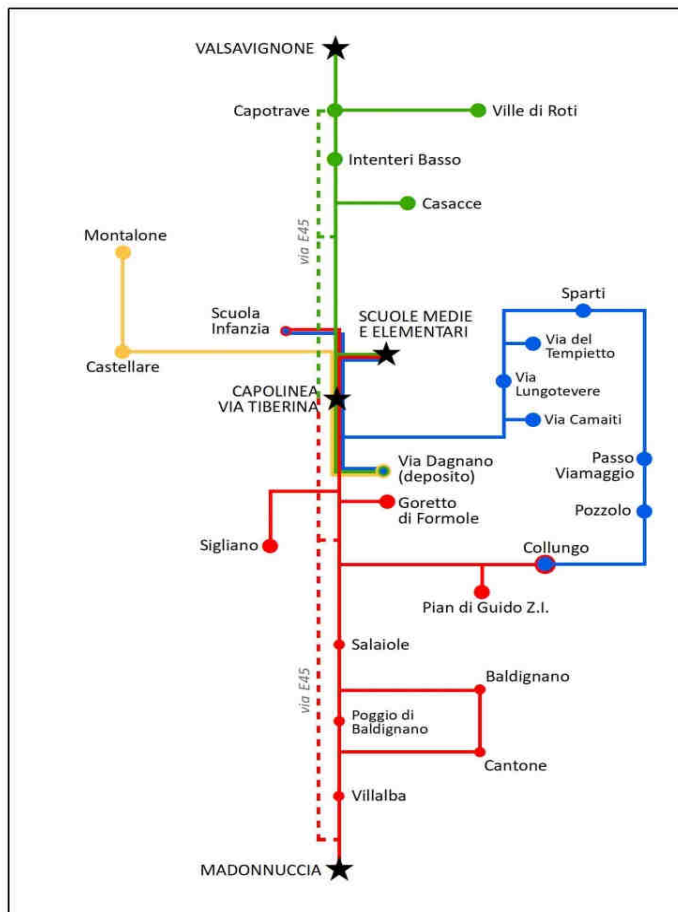 VALSAVIGNONE
Capotrave
Ville di Roti
Intenteri Basso
Casacce
via E45
Montalone
Castellare
Scuola
Infanzia
SCUOLE MEDIE
E ELEMENTARI
CAPOLINEA
VIA TIBERINA
Sparti
Via del
Tempietto
Via
Lungotevere
Via Camaiti
Passo
Viamaggio
Pozzolo
Via Dagnano
(deposito)
Goretto
di Formole
Sigliano
Collungo
Pian di Guido Z.I.
Salaiole
via E45
Baldignano
Poggio di
Baldignano
Cantone
Villalba
MADONNUCCIA